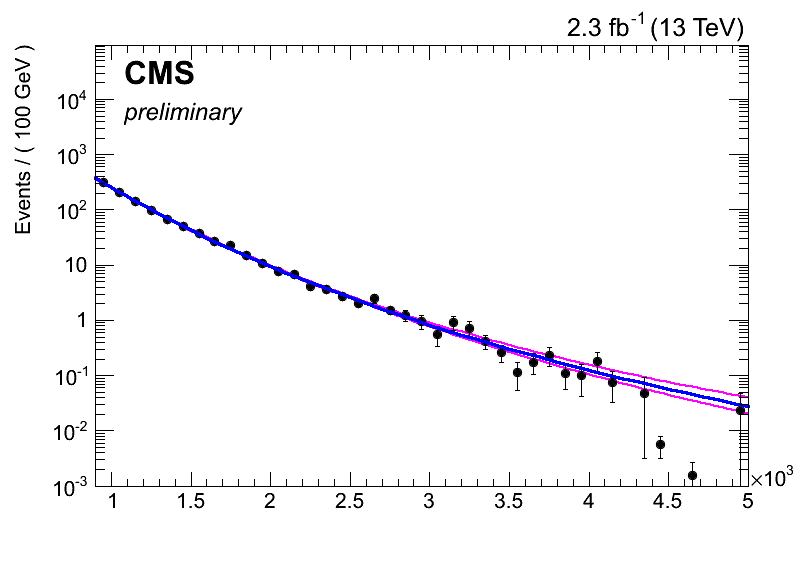 2.3 fb⁻¹ (13 TeV)
CMS
preliminary
Events / ( 100 GeV )
10⁴
10³
10²
10
1
10⁻¹
10⁻²
10⁻³
1 1.5 2 2.5 3 3.5 4 4.5 5
×10³